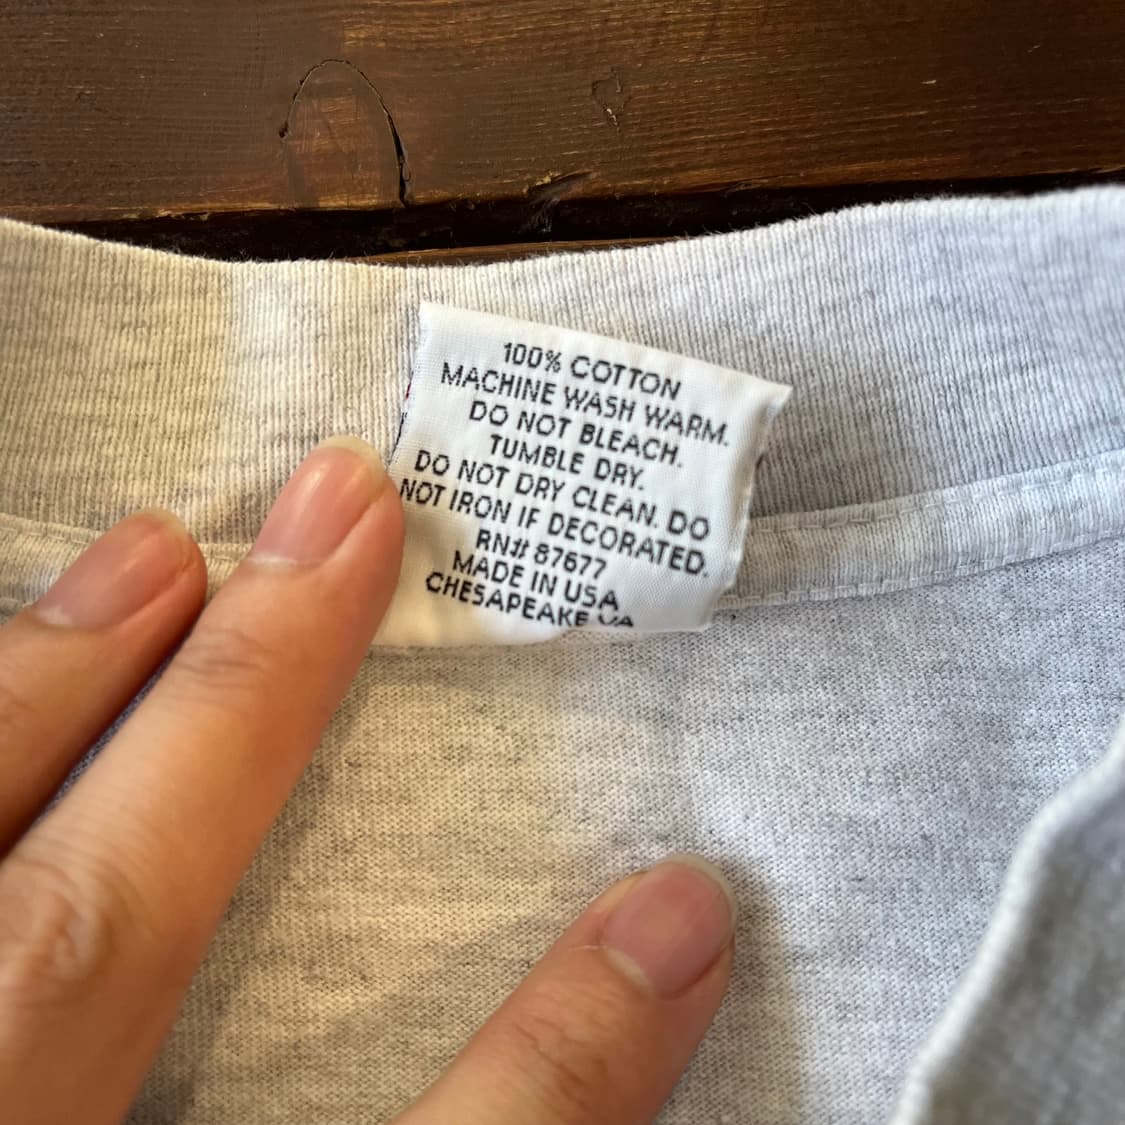 100% COTTON
MACHINE WASH WARM.
DO NOT BLEACH.
TUMBLE DRY.
DO NOT DRY CLEAN. DO
NOT IRON IF DECORATED.
RN# 87677
MADE IN USA
CHESAPEAKE VA